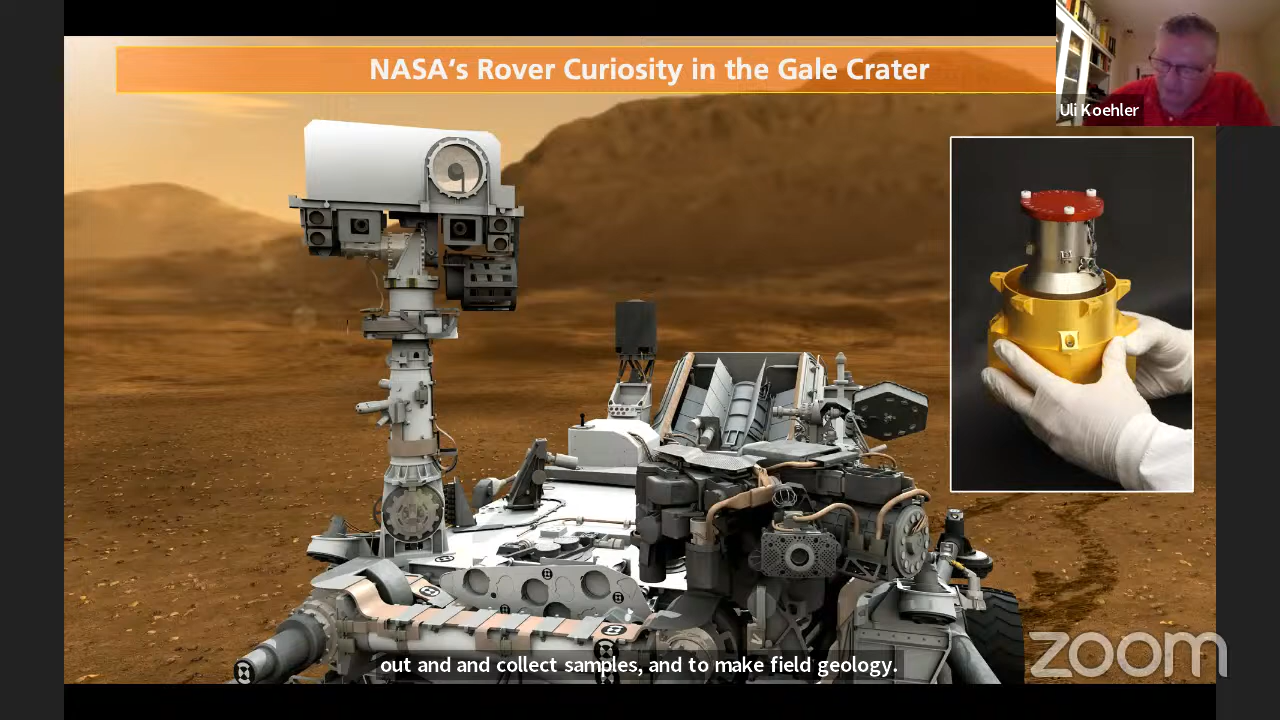 NASA's Rover Curiosity in the Gale Crater
Uli Koehler
out and and collect samples, and to make field geology.
zoom